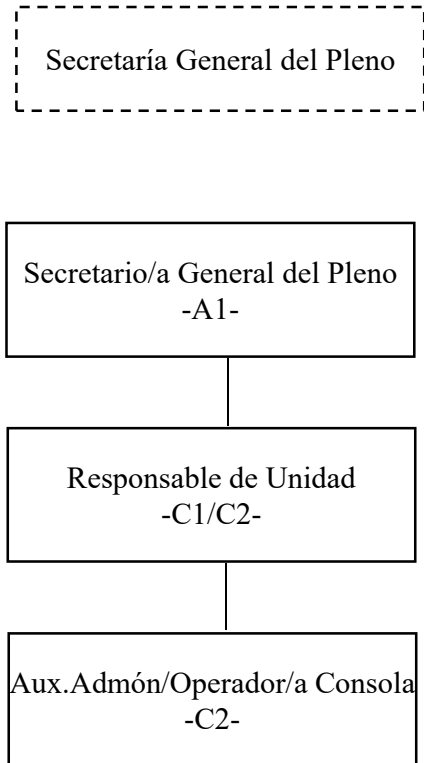 Secretaría General del Pleno
Secretario/a General del Pleno
-A1-
Responsable de Unidad
-C1/C2-
Aux.Admón/Operador/a Consola
-C2-